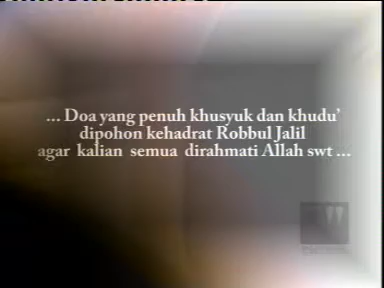 ... Doa yang penuh khusyuk dan khudu'
dipohon kehadrat Robbul Jalil
agar kalian semua dirahmati Allah swt ...